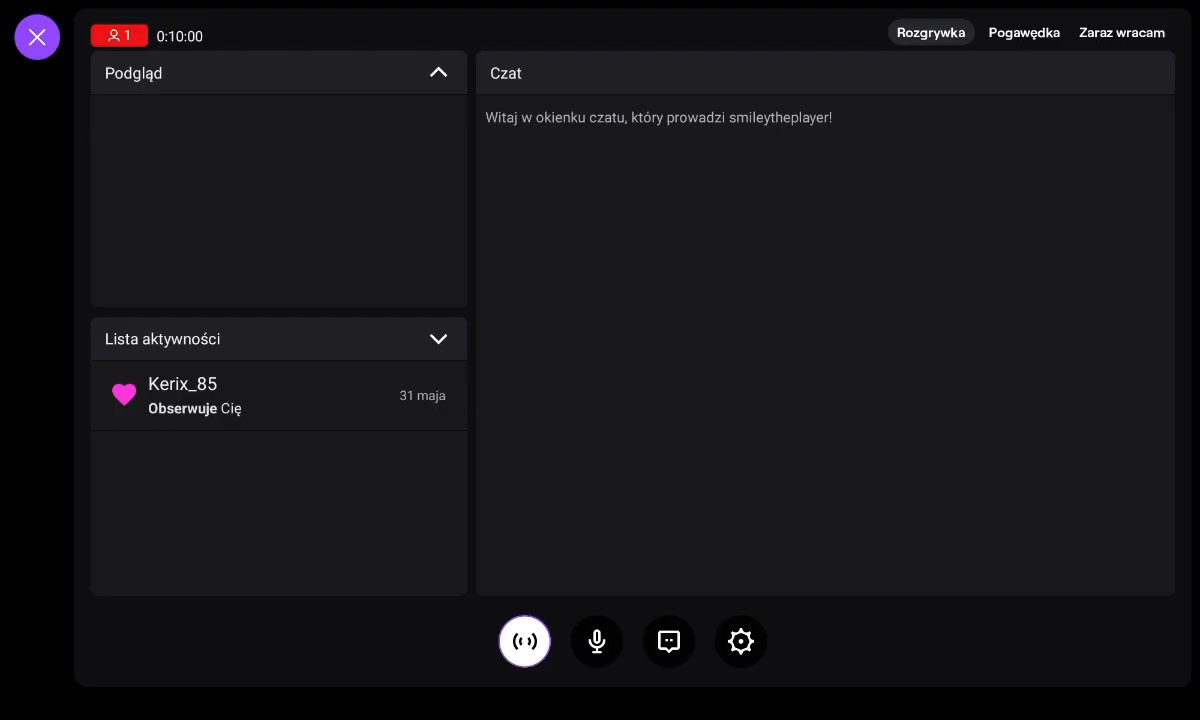 1 0:10:00
Rozgrywka Pogawędka Zaraz wracam
Podgląd
Czat
Witaj w okienku czatu, który prowadzi smileytheplayer!
Lista aktywności
Kerix_85
Obserwuje Cię
31 maja